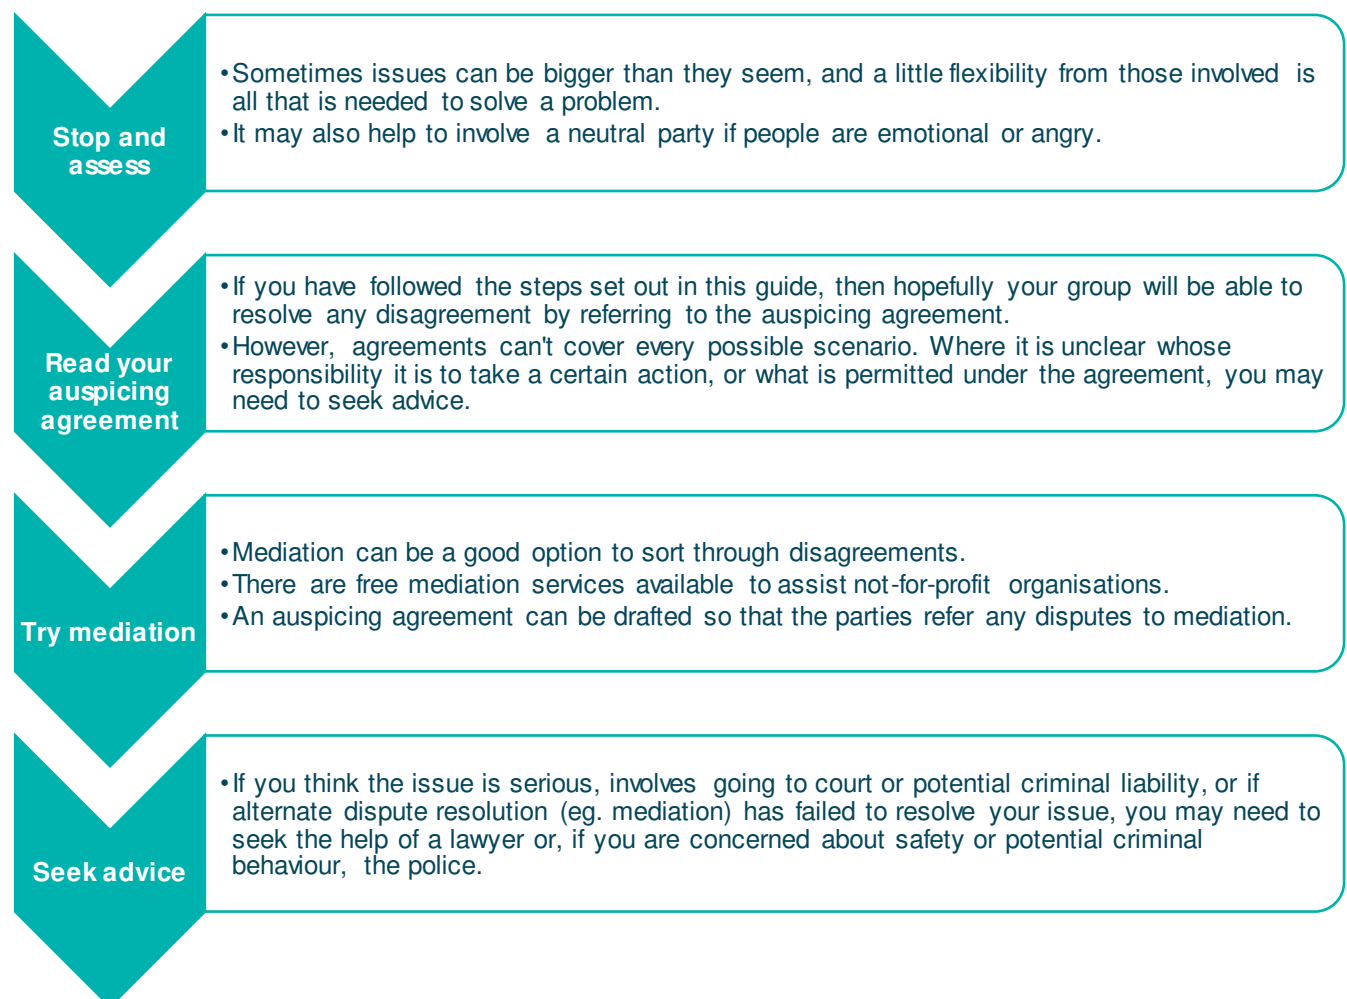 Stop and
assess
•Sometimes issues can be bigger than they seem, and a little flexibility from those involved is
all that is needed to solve a problem.
•It may also help to involve a neutral party if people are emotional or angry.
Read your
auspicing
agreement
•If you have followed the steps set out in this guide, then hopefully your group will be able to
resolve any disagreement by referring to the auspicing agreement.
•However, agreements can't cover every possible scenario. Where it is unclear whose
responsibility it is to take a certain action, or what is permitted under the agreement, you may
need to seek advice.
Try mediation
•Mediation can be a good option to sort through disagreements.
•There are free mediation services available to assist not-for-profit organisations.
•An auspicing agreement can be drafted so that the parties refer any disputes to mediation.
Seek advice
•If you think the issue is serious, involves going to court or potential criminal liability, or if
alternate dispute resolution (eg. mediation) has failed to resolve your issue, you may need to
seek the help of a lawyer or, if you are concerned about safety or potential criminal
behaviour, the police.